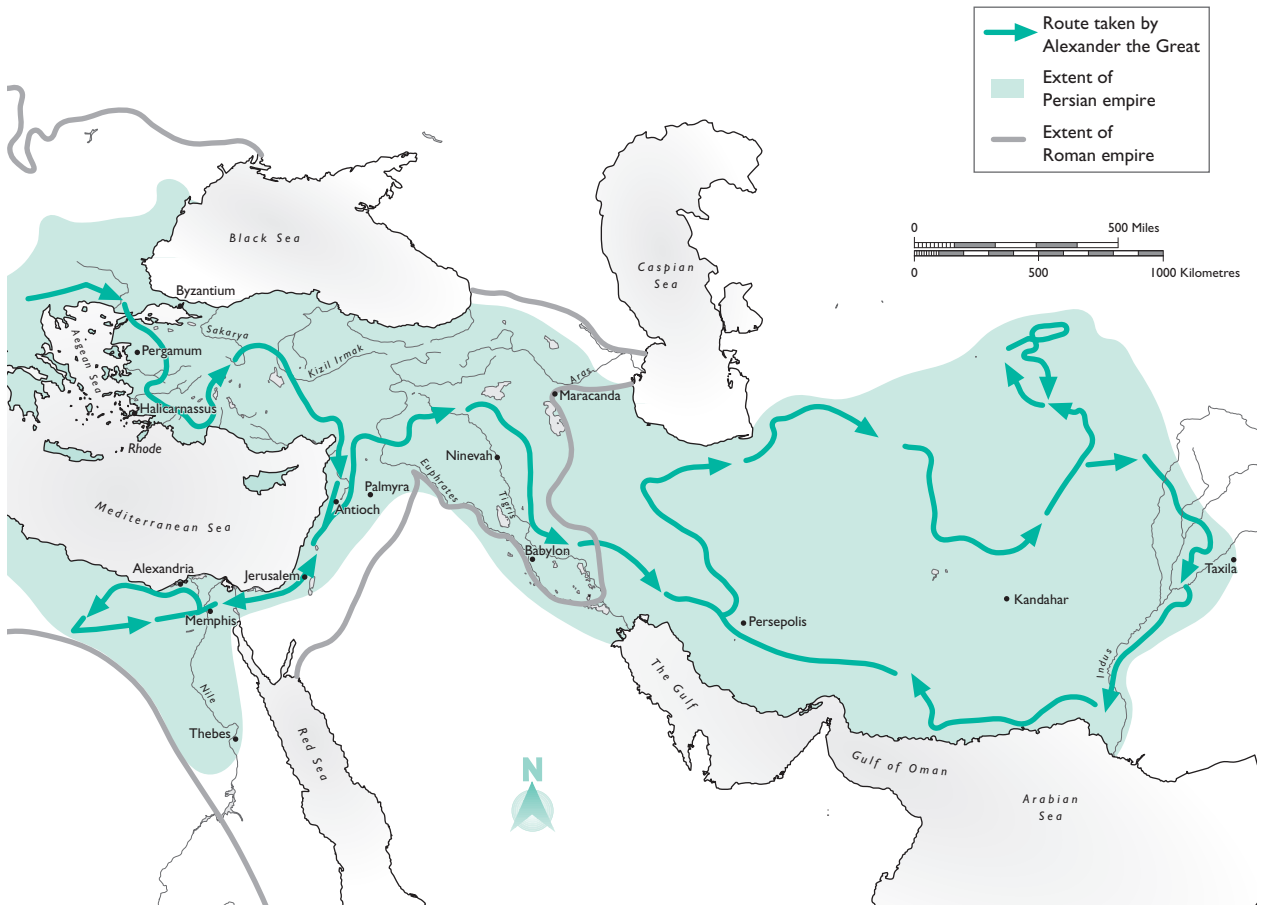 Route taken by
Alexander the Great
Extent of
Persian empire
Extent of
Roman empire
0 500 Miles
0 500 1000 Kilometres
Black Sea
Caspian
Sea
Byzantium
Aegean Sea
Sakarya
Pergamum
Kizil Irmak
Aras
Maracanda
Halicarnassus
Rhode
Ninevah
Euphrates
Palmyra
Tigris
Antioch
Mediterranean Sea
Babylon
Alexandria
Jerusalem
Taxila
Memphis
Kandahar
Persepolis
Indus
The Gulf
Nile
Thebes
Red Sea
Gulf of Oman
N
Arabian
Sea